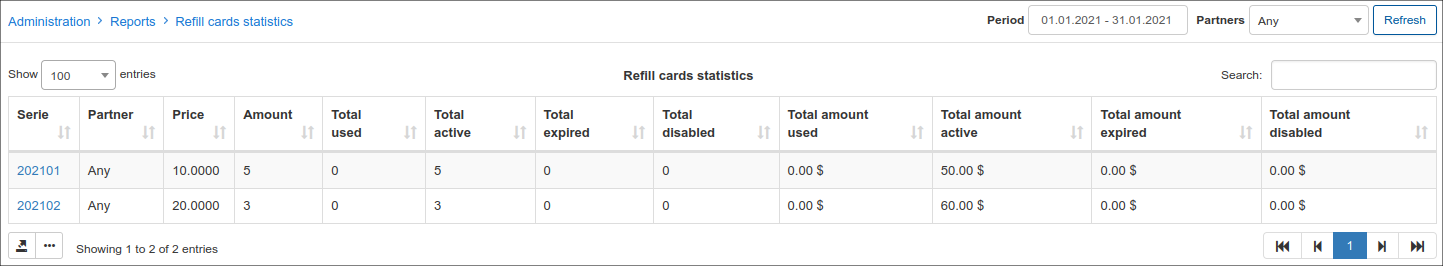 Administration > Reports > Refill cards statistics Period 01.01.2021 - 31.01.2021 Partners Any Refresh
Show 100 entries Refill cards statistics Search:
Serie Partner Price Amount Total used Total active Total expired Total disabled Total amount used Total amount active Total amount expired Total amount disabled
202101 Any 10.0000 5 0 5 0 0 0.00 $ 50.00 $ 0.00 $ 0.00 $
202102 Any 20.0000 3 0 3 0 0 0.00 $ 60.00 $ 0.00 $ 0.00 $
Showing 1 to 2 of 2 entries 1